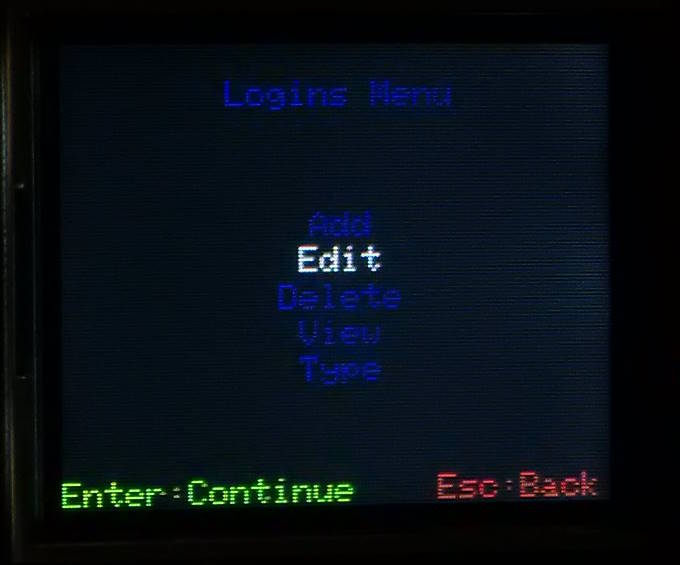 Logins Menu
Add
Edit
Delete
View
Type
Enter:Continue Esc:Back